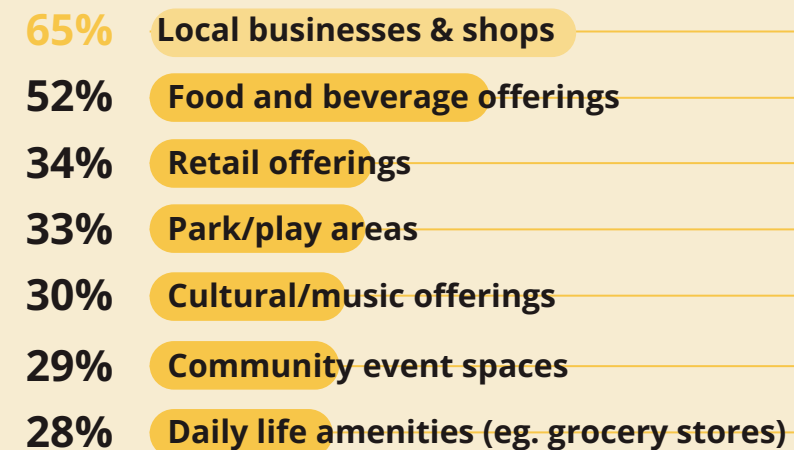 65% Local businesses & shops
52% Food and beverage offerings
34% Retail offerings
33% Park/play areas
30% Cultural/music offerings
29% Community event spaces
28% Daily life amenities (eg. grocery stores)